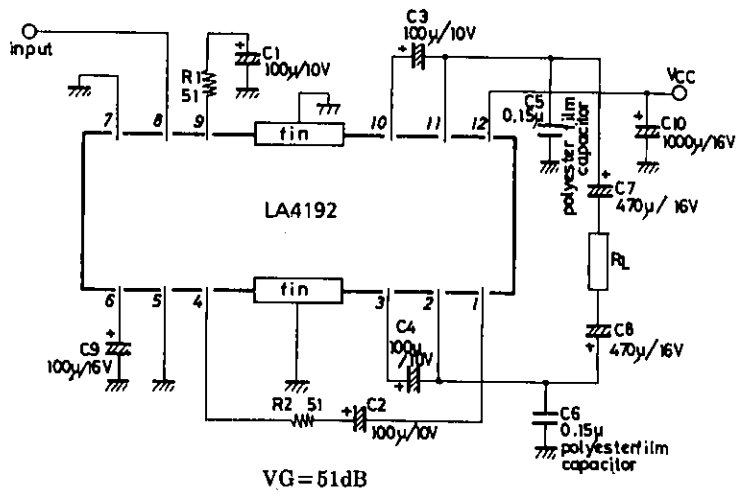 input
C3
100μ/10V
C1
100μ/10V
R1
51
VCC
C5
0.15μ
polyester film
capacitor
C10
1000μ/16V
7
8
9
fin
10
11
12
C7
470μ/16V
LA4192
RL
6
5
4
fin
3
2
1
C9
100μ/16V
C4
100μ
/10V
C8
470μ/16V
R2
51
C2
100μ/10V
C6
0.15μ
polyesterfilm
capacitor
VG=51dB